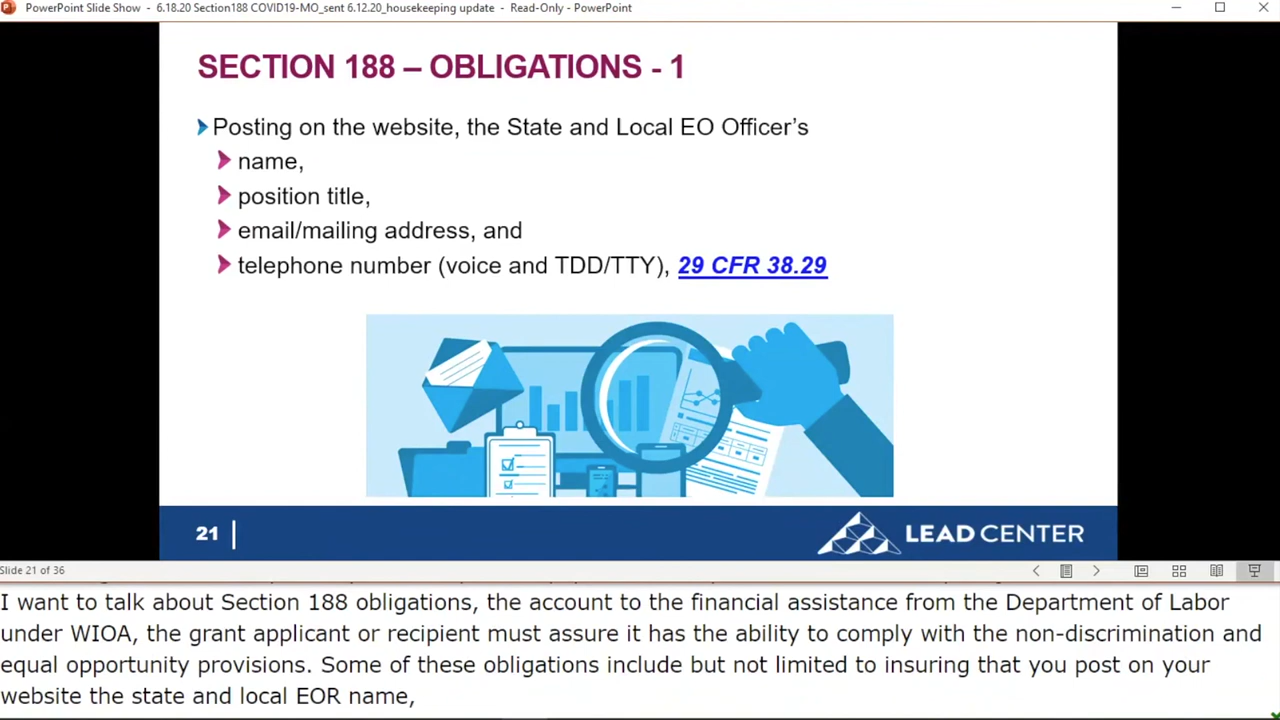 PowerPoint Slide Show - 6.18.20 Section188 COVID19-MO_sent 6.12.20_housekeeping update - Read-Only - PowerPoint
SECTION 188 – OBLIGATIONS - 1
Posting on the website, the State and Local EO Officer’s
name,
position title,
email/mailing address, and
telephone number (voice and TDD/TTY), 29 CFR 38.29
21
LEAD CENTER
Slide 21 of 36
I want to talk about Section 188 obligations, the account to the financial assistance from the Department of Labor
under WIOA, the grant applicant or recipient must assure it has the ability to comply with the non-discrimination and
equal opportunity provisions. Some of these obligations include but not limited to insuring that you post on your
website the state and local EOR name,